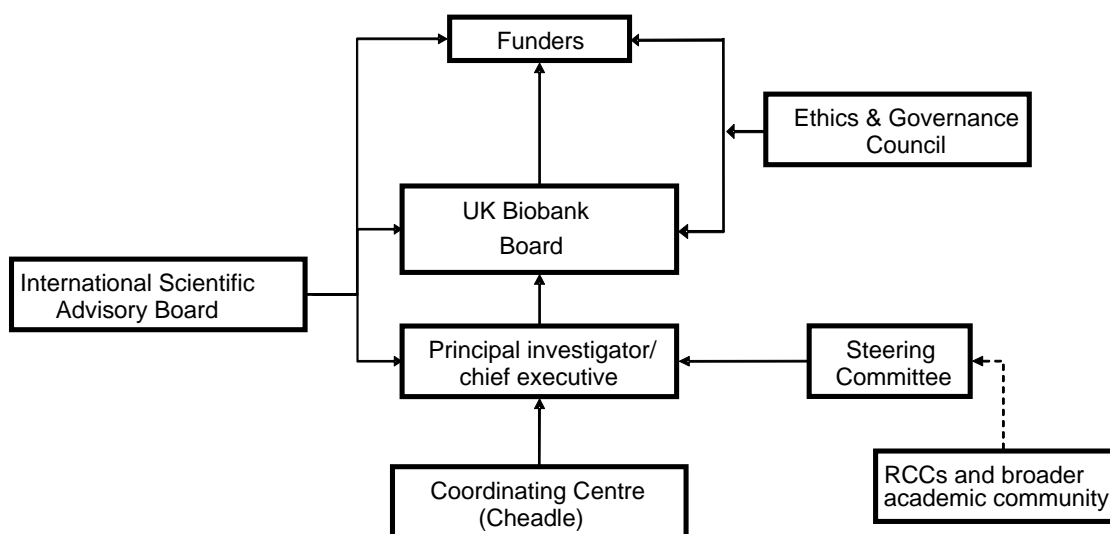 Funders
Ethics & Governance
Council
UK Biobank
Board
International Scientific
Advisory Board
Principal investigator/
chief executive
Steering
Committee
Coordinating Centre
(Cheadle)
RCCs and broader
academic community